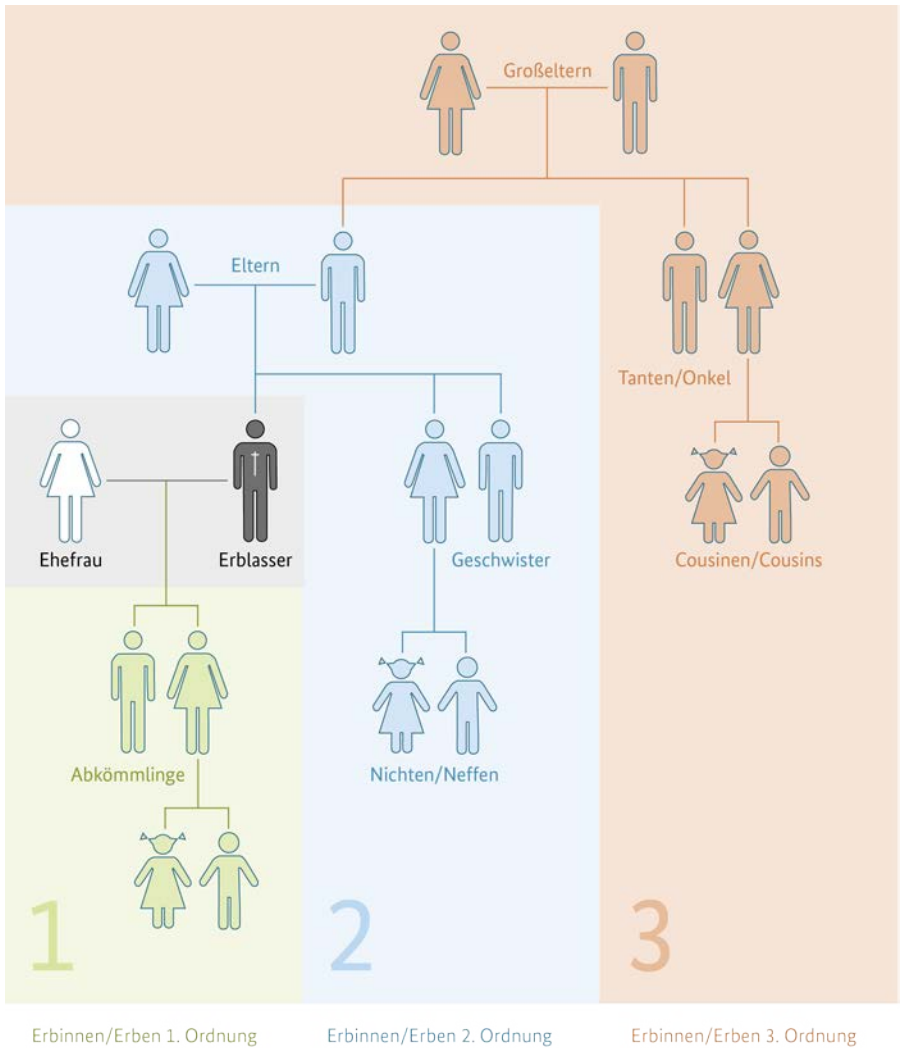 Großeltern
Eltern
Tanten/Onkel
Ehefrau
Erblasser
Geschwister
Cousinen/Cousins
Abkömmlinge
Nichten/Neffen
1
2
3
Erbinnen/Erben 1. Ordnung
Erbinnen/Erben 2. Ordnung
Erbinnen/Erben 3. Ordnung